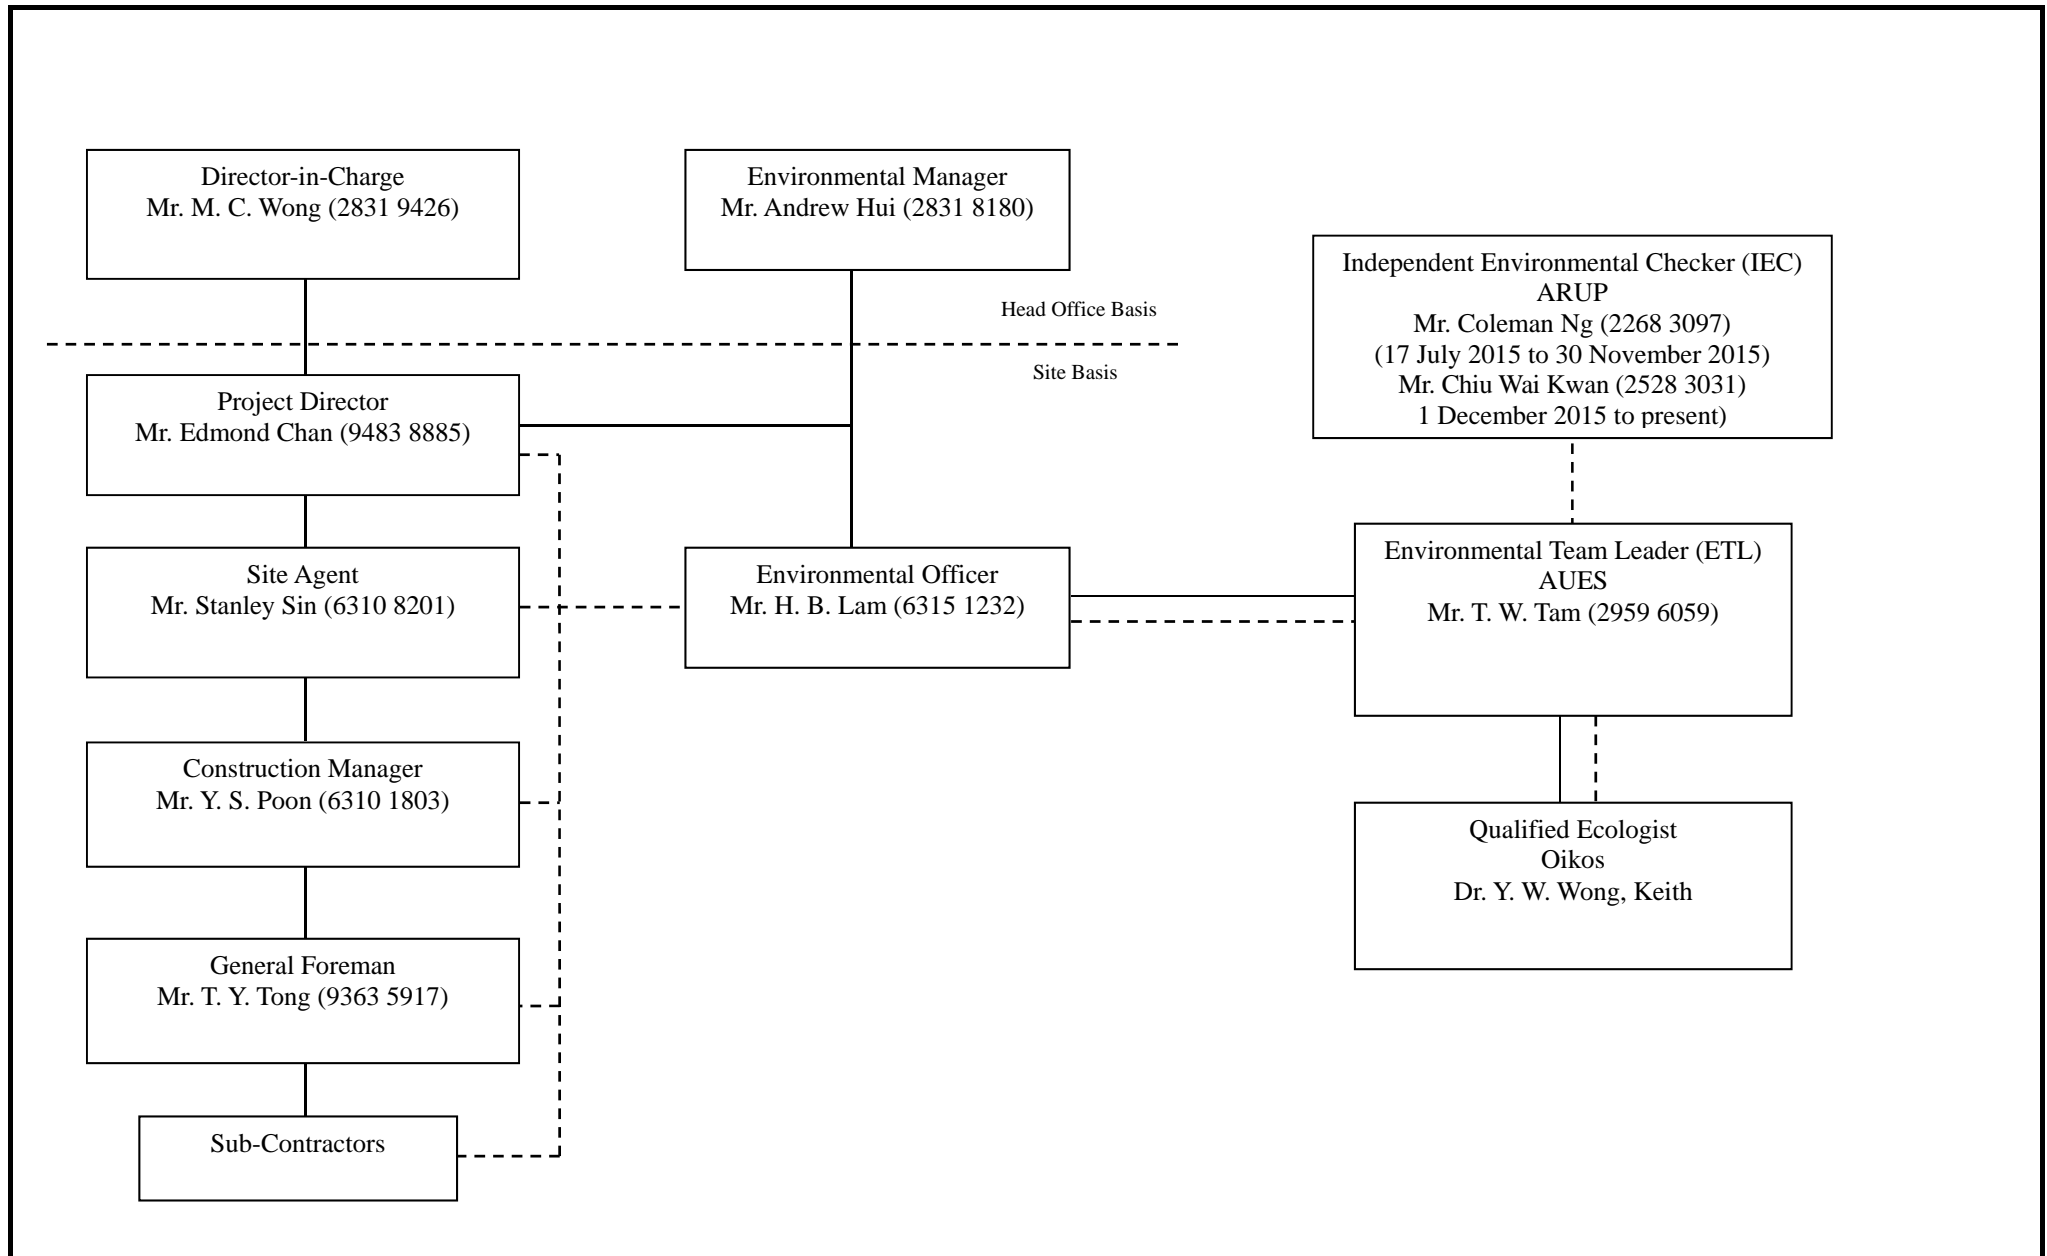 Director-in-Charge
Mr. M. C. Wong (2831 9426)
Environmental Manager
Mr. Andrew Hui (2831 8180)
Independent Environmental Checker (IEC)
ARUP
Mr. Coleman Ng (2268 3097)
(17 July 2015 to 30 November 2015)
Mr. Chiu Wai Kwan (2528 3031)
1 December 2015 to present)
Head Office Basis
Site Basis
Project Director
Mr. Edmond Chan (9483 8885)
Site Agent
Mr. Stanley Sin (6310 8201)
Environmental Officer
Mr. H. B. Lam (6315 1232)
Environmental Team Leader (ETL)
AUES
Mr. T. W. Tam (2959 6059)
Construction Manager
Mr. Y. S. Poon (6310 1803)
Qualified Ecologist
Oikos
Dr. Y. W. Wong, Keith
General Foreman
Mr. T. Y. Tong (9363 5917)
Sub-Contractors